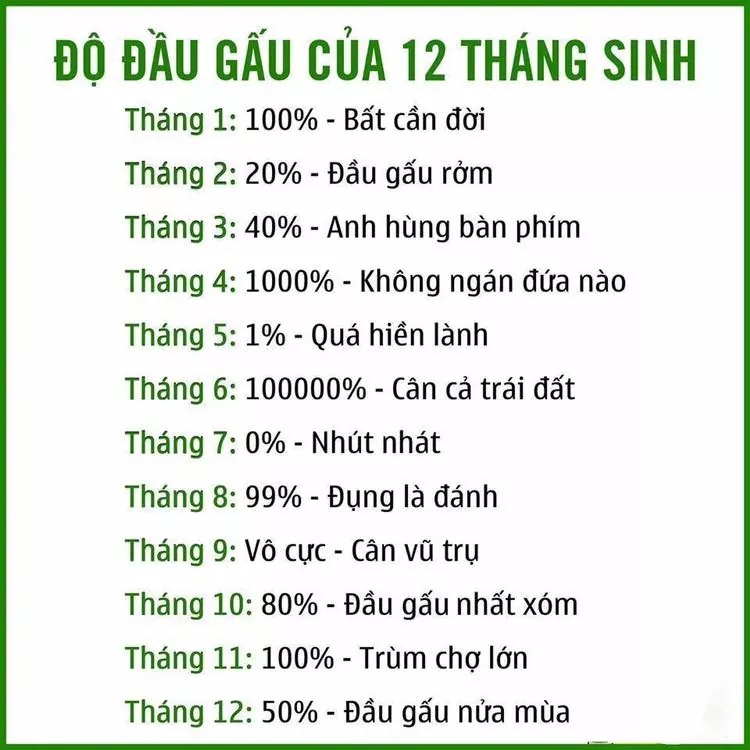 ĐỘ ĐẦU GẤU CỦA 12 THÁNG SINH
Tháng 1: 100% - Bất cần đời
Tháng 2: 20% - Đầu gấu rởm
Tháng 3: 40% - Anh hùng bàn phím
Tháng 4: 1000% - Không ngán đứa nào
Tháng 5: 1% - Quá hiền lành
Tháng 6: 100000% - Cân cả trái đất
Tháng 7: 0% - Nhút nhát
Tháng 8: 99% - Đụng là đánh
Tháng 9: Vô cực - Cân vũ trụ
Tháng 10: 80% - Đầu gấu nhất xóm
Tháng 11: 100% - Trùm chợ lớn
Tháng 12: 50% - Đầu gấu nửa mùa